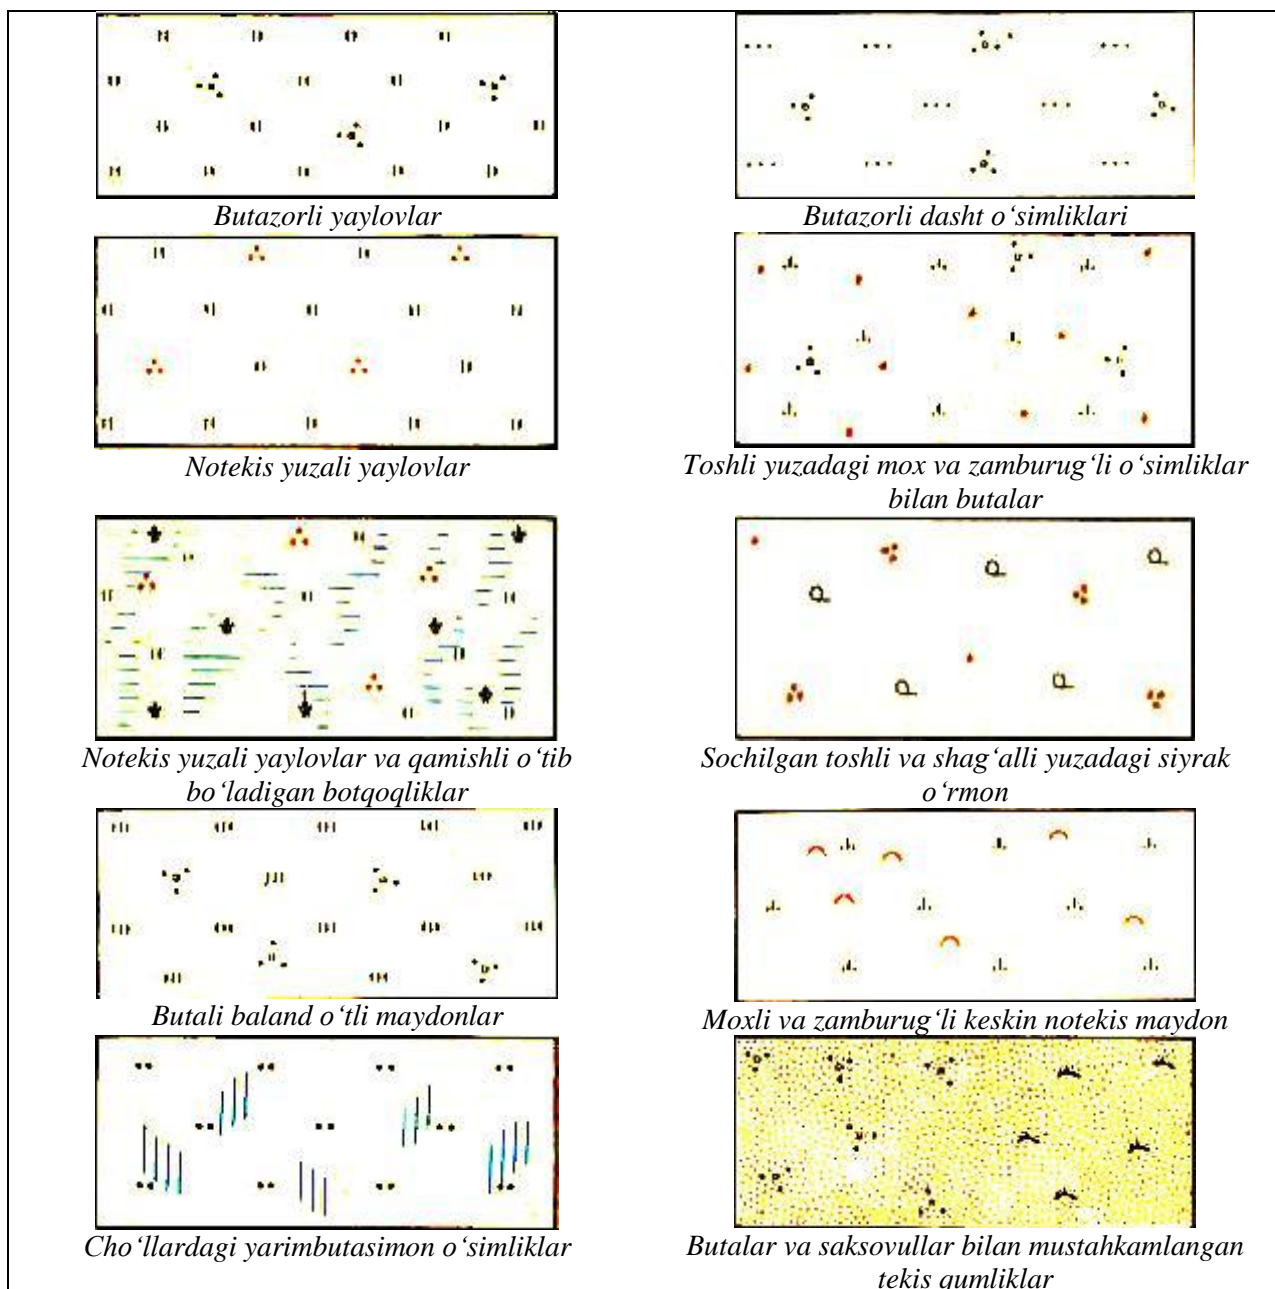 Butazorli yaylovlar
Butazorli dasht o‘simliklari
Notekis yuzali yaylovlar
Toshli yuzadagi mox va zamburug‘li o‘simliklar
bilan butalar
Notekis yuzali yaylovlar va qamishli o‘tib
bo‘ladigan botqoqliklar
Sochilgan toshli va shag‘alli yuzadagi siyrak
o‘rmon
Butali baland o‘tli maydonlar
Moxli va zamburug‘li keskin notekis maydon
Cho‘llardagi yarimbutasimon o‘simliklar
Butalar va saksovullar bilan mustahkamlangan
tekis qumliklar